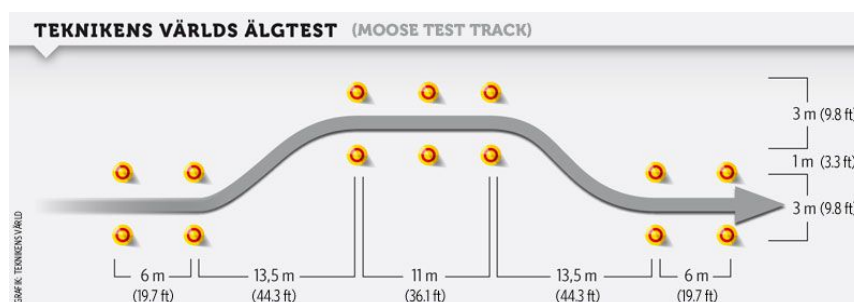 TEKNIKENS VÄRLDS ÄLGTEST (MOOSE TEST TRACK)
3 m (9.8 ft)
1 m (3.3 ft)
3 m (9.8 ft)
6 m
(19.7 ft)
13,5 m
(44.3 ft)
11 m
(36.1 ft)
13,5 m
(44.3 ft)
6 m
(19.7 ft)
GRAFIK: TEKNIKENS VÄRLD